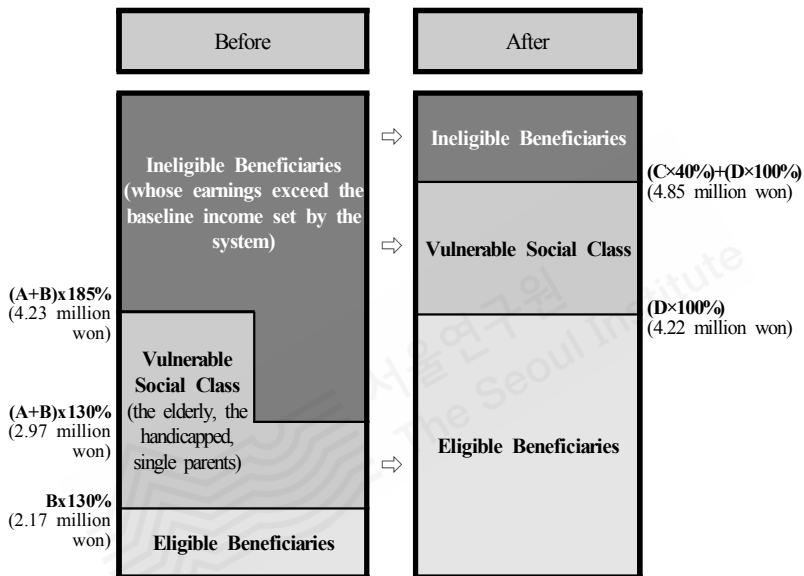 Before
After
Ineligible Beneficiaries
(whose earnings exceed the
baseline income set by the
system)
(A+B)x185%
(4.23 million
won)
Vulnerable
Social Class
(the elderly, the
handicapped,
single parents)
(A+B)x130%
(2.97 million
won)
Bx130%
(2.17 million
won)
Eligible Beneficiaries
⇨
⇨
⇨
Ineligible Beneficiaries
(C×40%)+(D×100%)
(4.85 million won)
Vulnerable Social Class
(D×100%)
(4.22 million won)
Eligible Beneficiaries
서울연구원
The Seoul Institute